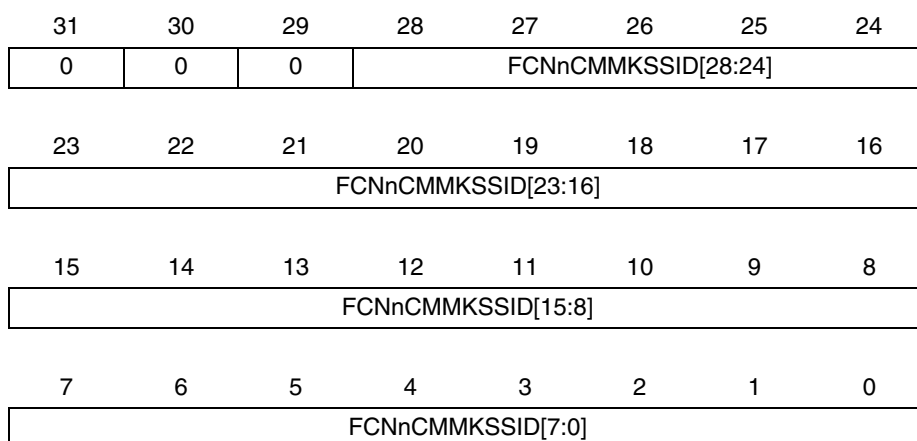 31 30 29 28 27 26 25 24
0 0 0 FCNnCMMKSSID[28:24]
23 22 21 20 19 18 17 16
FCNnCMMKSSID[23:16]
15 14 13 12 11 10 9 8
FCNnCMMKSSID[15:8]
7 6 5 4 3 2 1 0
FCNnCMMKSSID[7:0]